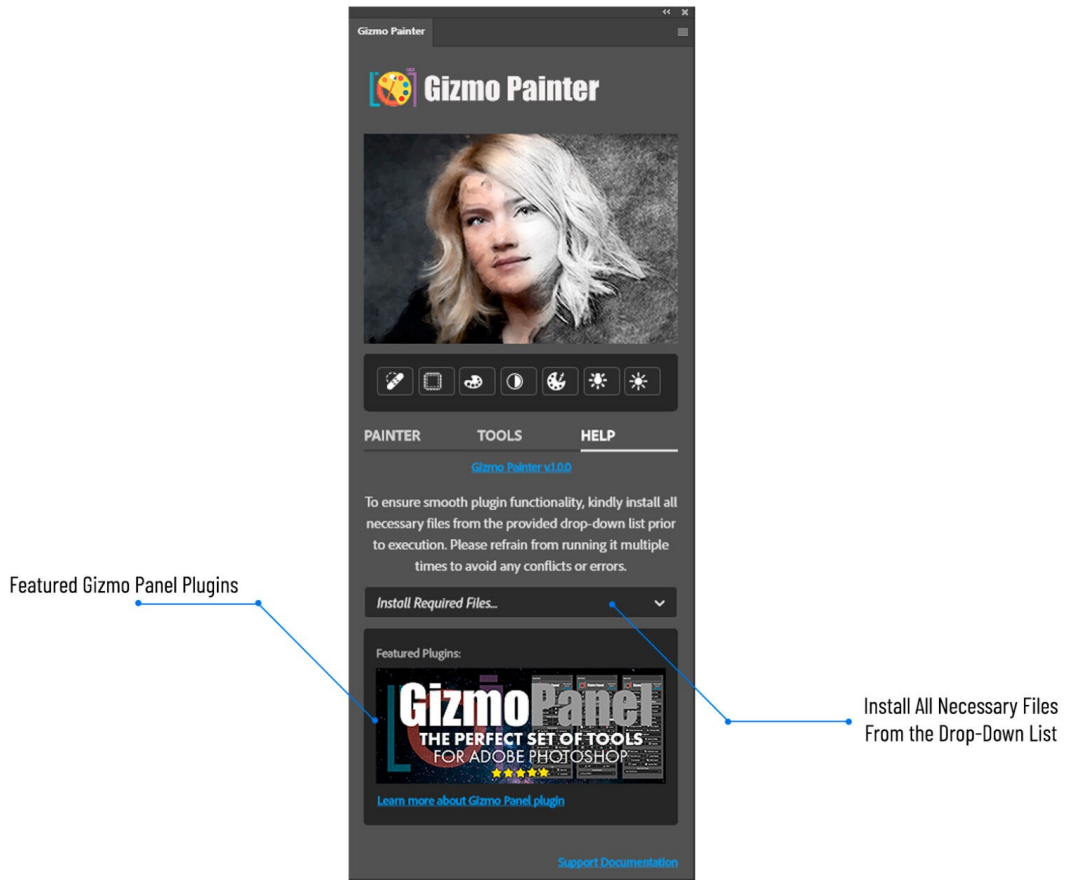 Gizmo Painter
Gizmo Painter
PAINTER TOOLS HELP
Gizmo Painter v.1.0.0
To ensure smooth plugin functionality, kindly install all
necessary files from the provided drop-down list prior
to execution. Please refrain from running it multiple
times to avoid any conflicts or errors.
Featured Gizmo Panel Plugins
Install Required Files...
Featured Plugins:
GizmoPanel
THE PERFECT SET OF TOOLS
FOR ADOBE PHOTOSHOP
Install All Necessary Files
From the Drop-Down List
Learn more about Gizmo Panel plugin
Support Documentation